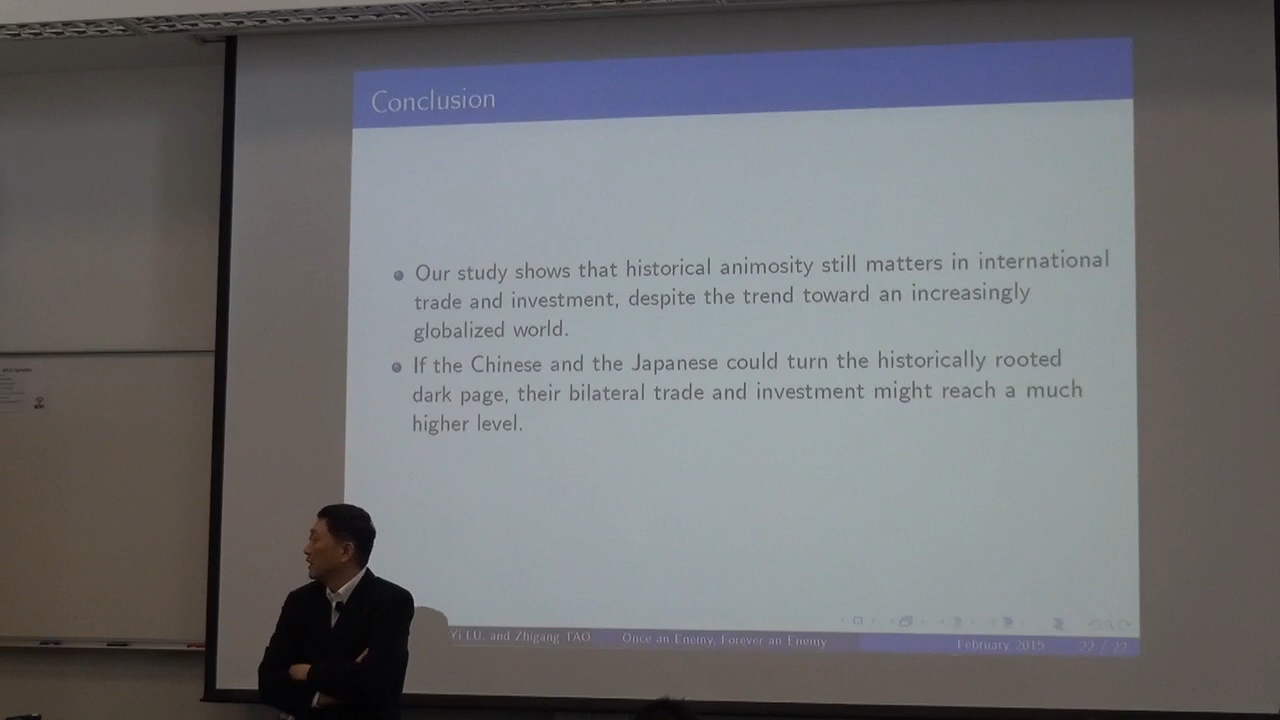 Conclusion
Our study shows that historical animosity still matters in international
trade and investment, despite the trend toward an increasingly
globalized world.
If the Chinese and the Japanese could turn the historically rooted
dark page, their bilateral trade and investment might reach a much
higher level.
Yi LU, and Zhigang TAO
Once an Enemy, Forever an Enemy
February 2015
22 / 22